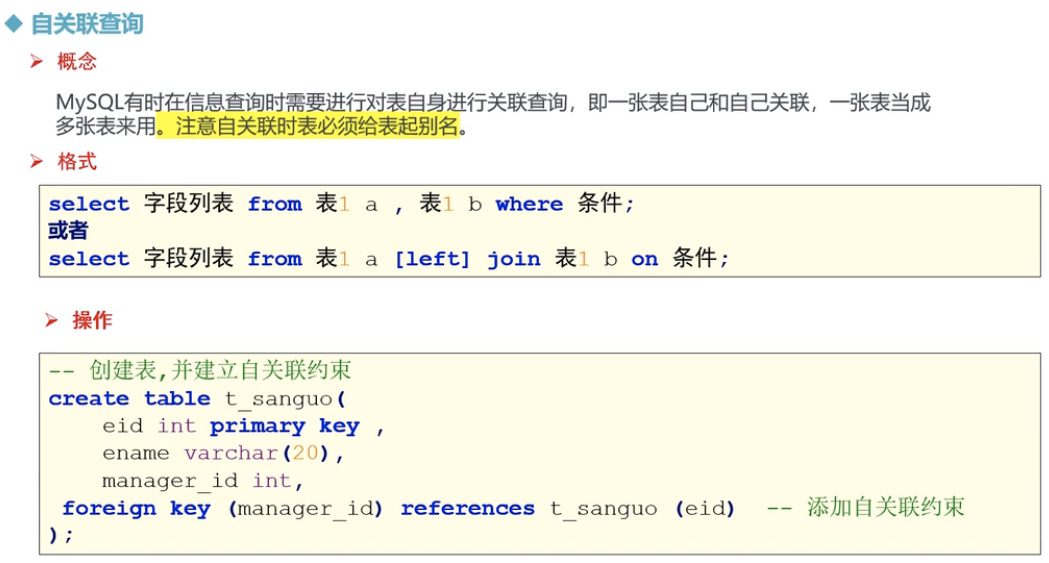 自关联查询
概念
MySQL有时在信息查询时需要进行对表自身进行关联查询，即一张表自己和自己关联，一张表当成
多张表来用。注意自关联时表必须给表起别名。
格式
select 字段列表 from 表1 a , 表1 b where 条件;
或者
select 字段列表 from 表1 a [left] join 表1 b on 条件;
操作
-- 创建表,并建立自关联约束
create table t_sanguo(
    eid int primary key ,
    ename varchar(20),
    manager_id int,
 foreign key (manager_id) references t_sanguo (eid)  -- 添加自关联约束
);